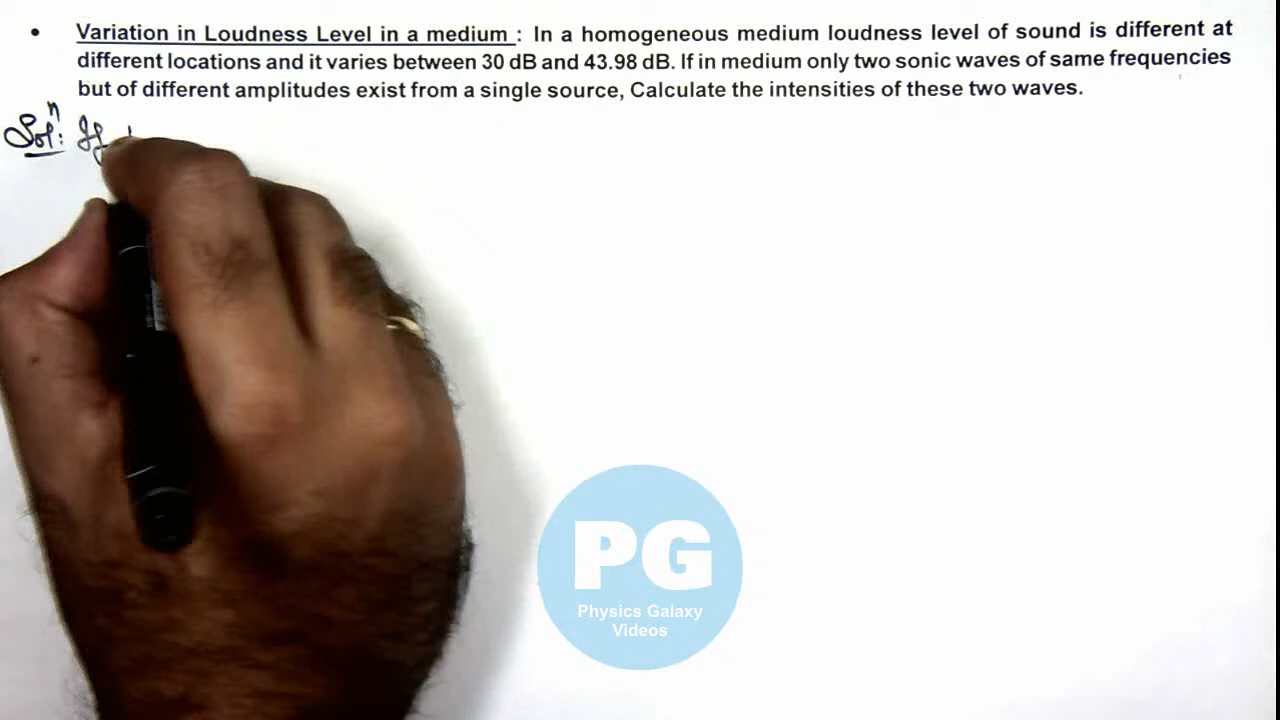 • Variation in Loudness Level in a medium : In a homogeneous medium loudness level of sound is different at
different locations and it varies between 30 dB and 43.98 dB. If in medium only two sonic waves of same frequencies
but of different amplitudes exist from a single source, Calculate the intensities of these two waves.
Solⁿ: If
PG
Physics Galaxy
Videos